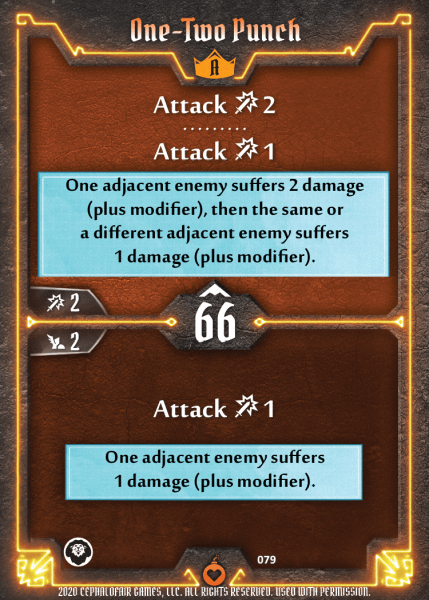 One-Two Punch
A
Attack 2
Attack 1
One adjacent enemy suffers 2 damage
(plus modifier), then the same or
a different adjacent enemy suffers
1 damage (plus modifier).
2
66
2
Attack 1
One adjacent enemy suffers
1 damage (plus modifier).
079
2020 CEPHALOFAIR GAMES, LLC. ALL RIGHTS RESERVED. USED WITH PERMISSION.